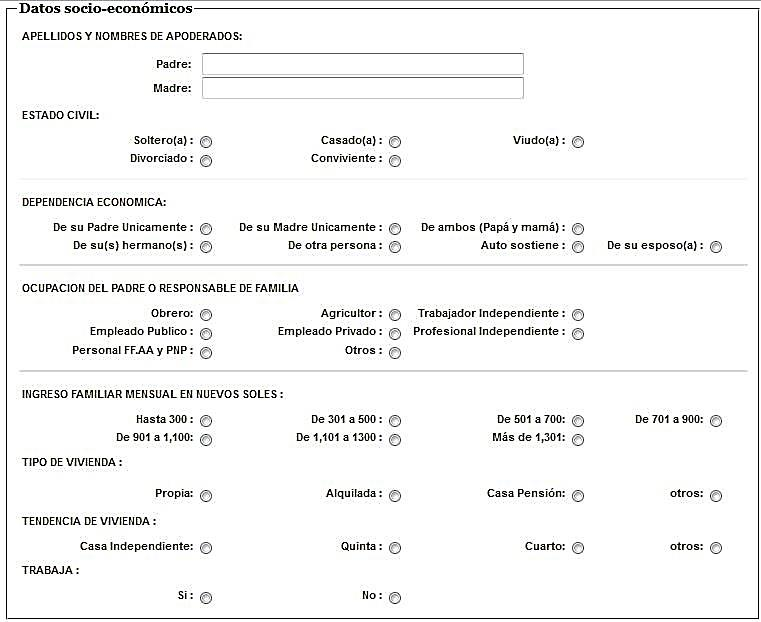 Datos socio-económicos
APELLIDOS Y NOMBRES DE APODERADOS:
Padre:
Madre:
ESTADO CIVIL:
Soltero(a) : Casado(a) : Viudo(a) :
Divorciado : Conviviente :
DEPENDENCIA ECONOMICA:
De su Padre Unicamente : De su Madre Unicamente : De ambos (Papá y mamá) :
De su(s) hermano(s) : De otra persona : Auto sostiene : De su esposo(a) :
OCUPACION DEL PADRE O RESPONSABLE DE FAMILIA
Obrero: Agricultor : Trabajador Independiente :
Empleado Publico : Empleado Privado : Profesional Independiente :
Personal FF.AA y PNP : Otros :
INGRESO FAMILIAR MENSUAL EN NUEVOS SOLES :
Hasta 300 : De 301 a 500 : De 501 a 700: De 701 a 900:
De 901 a 1,100: De 1,101 a 1300 : Más de 1,301:
TIPO DE VIVIENDA :
Propia: Alquilada : Casa Pensión: otros:
TENDENCIA DE VIVIENDA :
Casa Independiente: Quinta : Cuarto: otros:
TRABAJA :
Si : No :